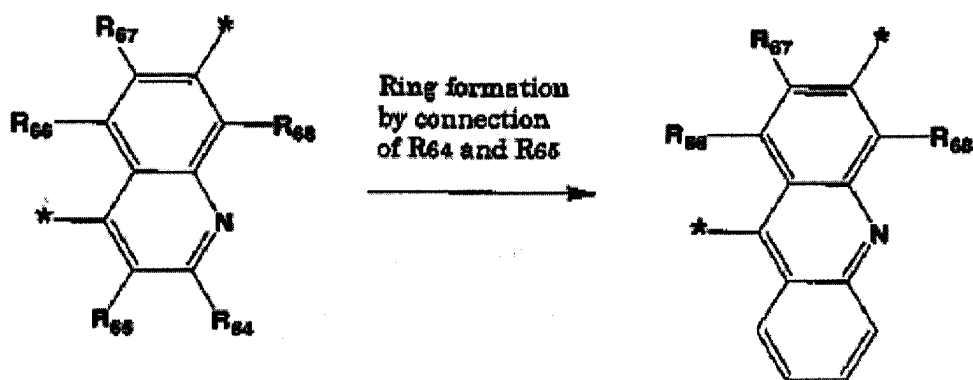 R67 *
R66 R68
* N
R65 R64
Ring formation
by connection
of R64 and R65
R67 *
R66 R68
* N